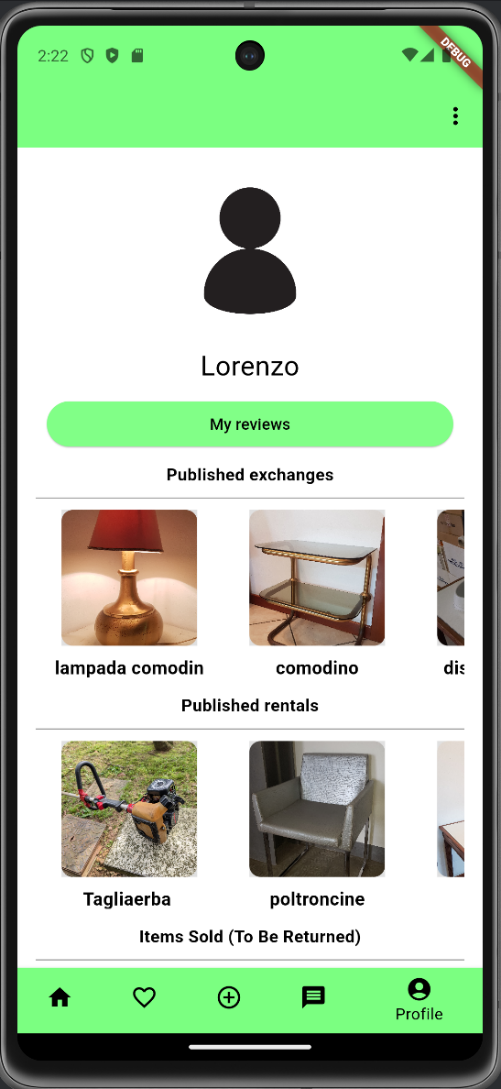 2:22
DEBUG
Lorenzo
My reviews
Published exchanges
lampada comodin
comodino
dis
Published rentals
Tagliaerba
poltroncine
Items Sold (To Be Returned)
Profile